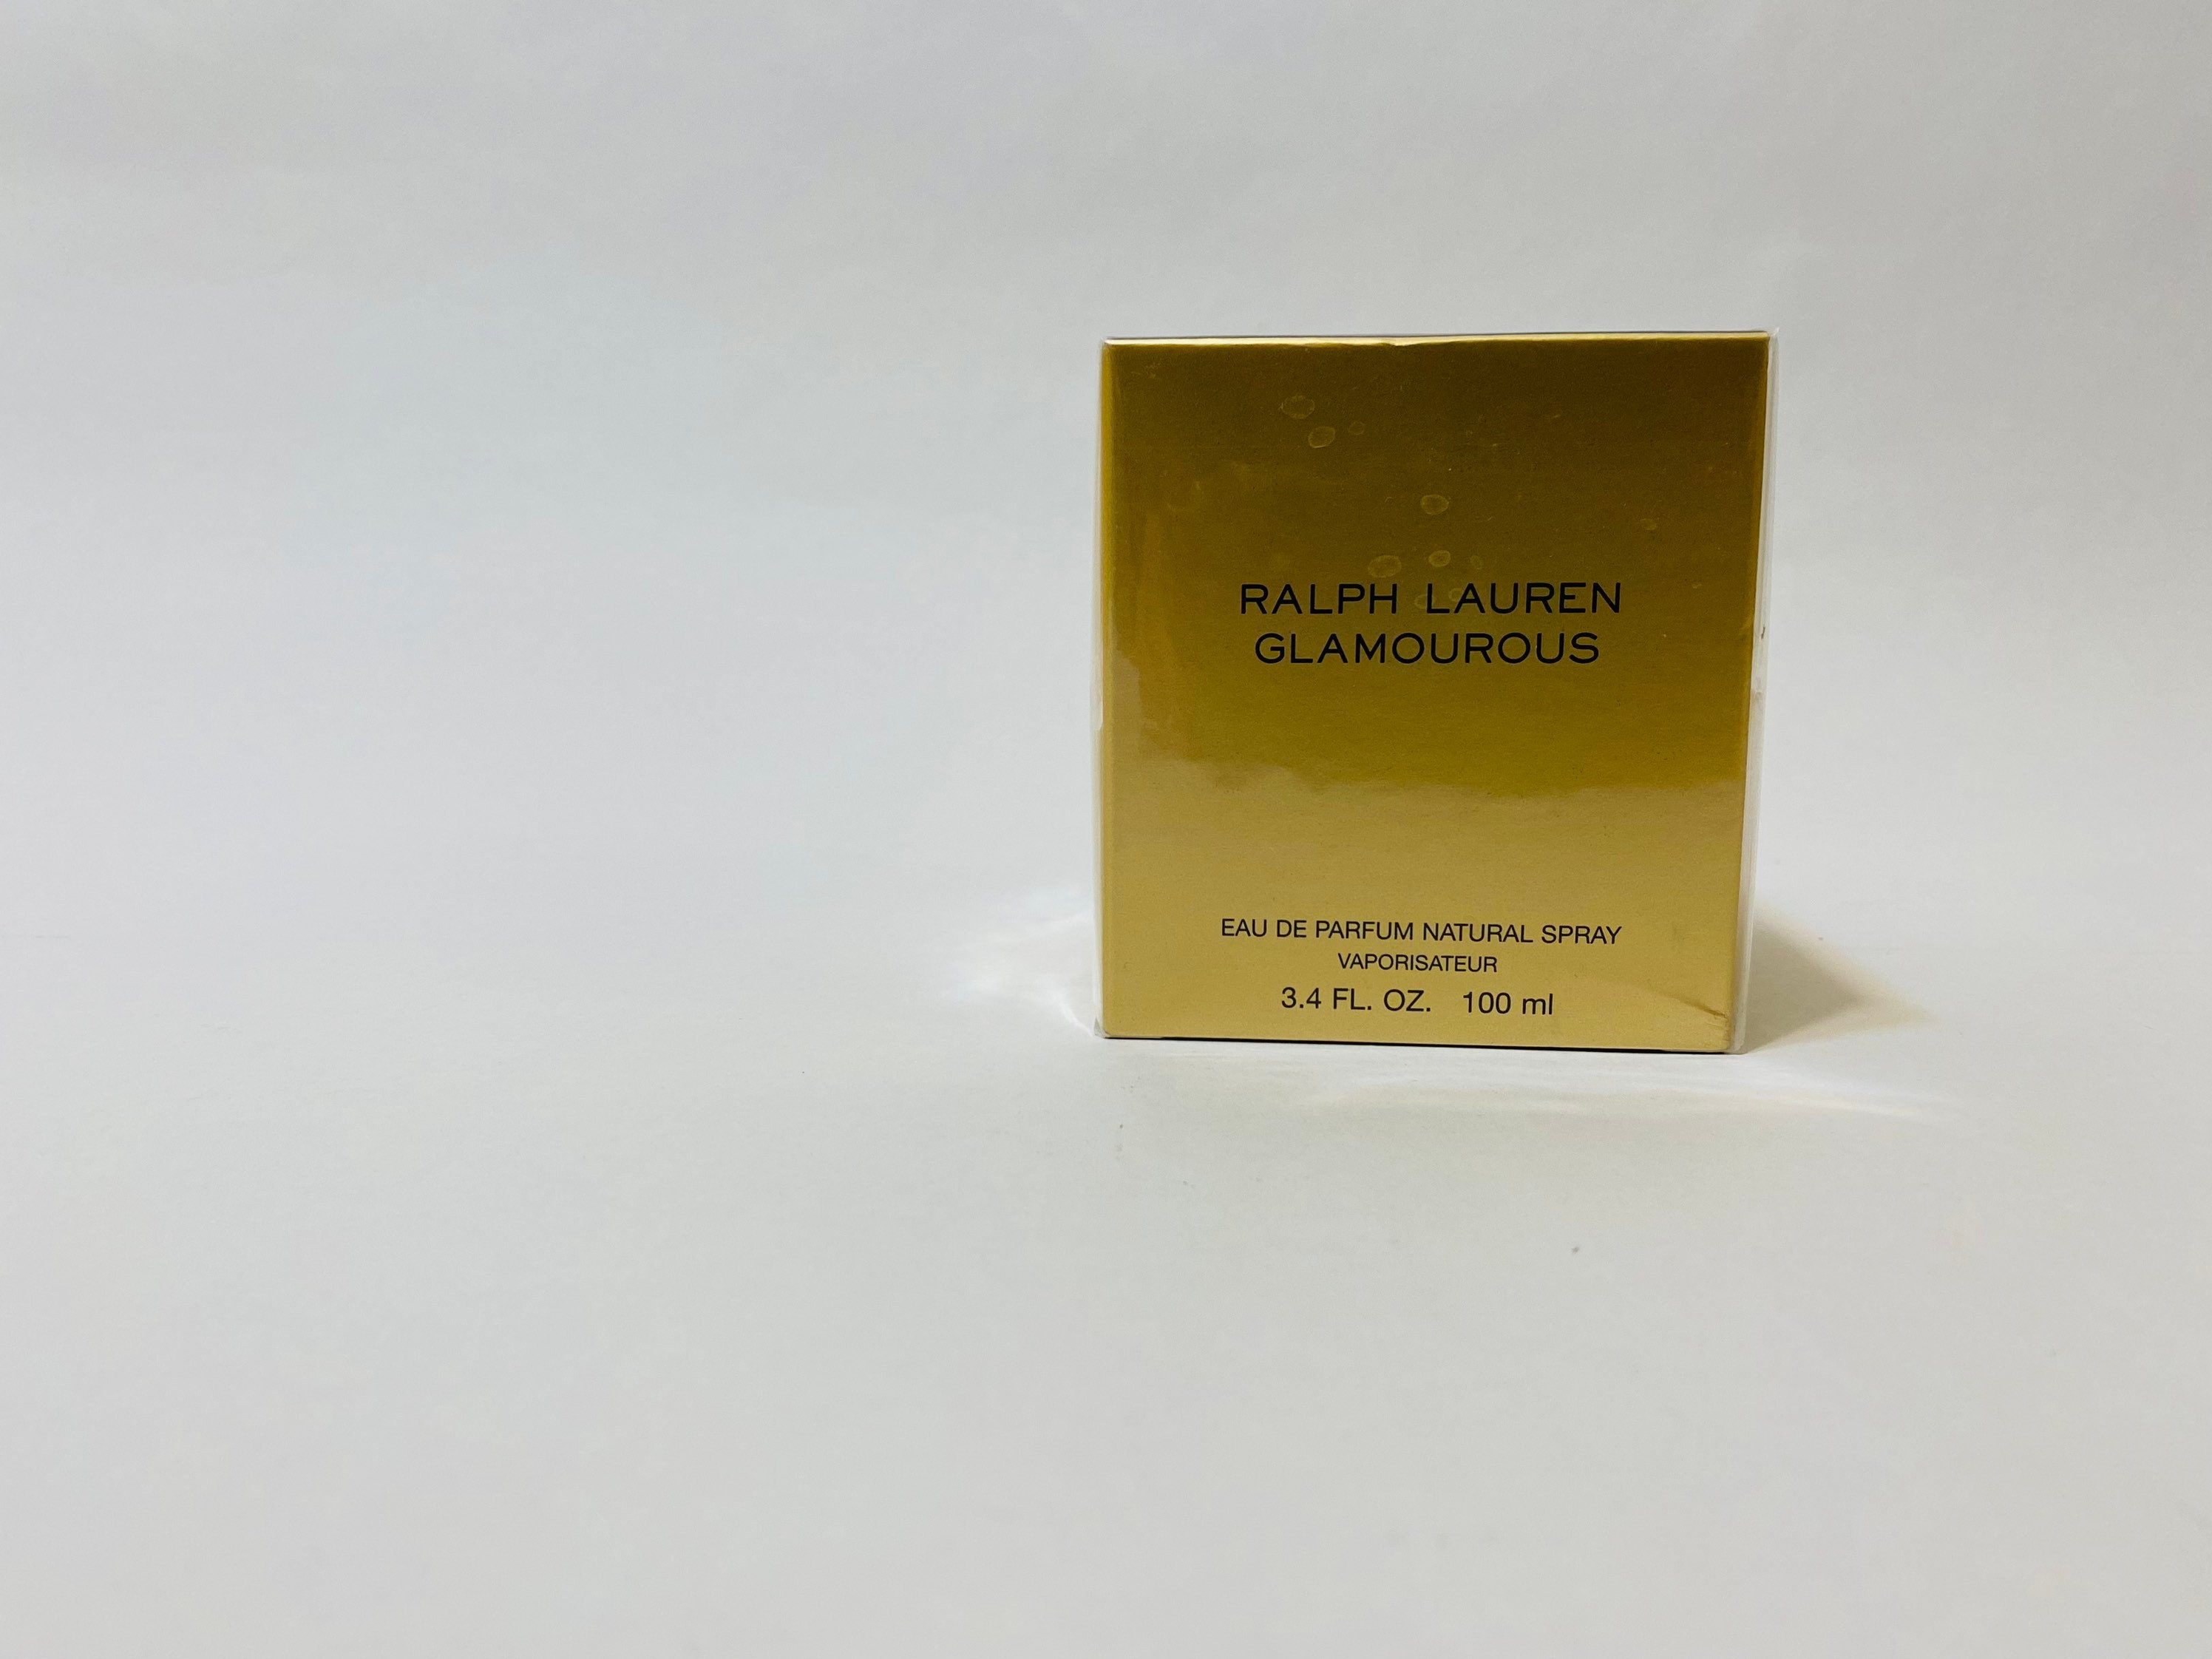 RALPH LAUREN
GLAMOUROUS
EAU DE PARFUM NATURAL SPRAY
VAPORISATEUR
3.4 FL. OZ. 100 ml